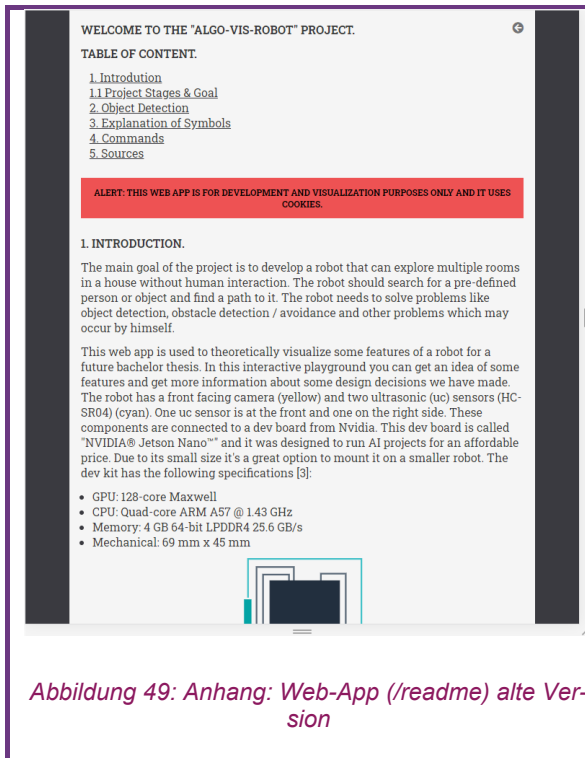 WELCOME TO THE "ALGO-VIS-ROBOT" PROJECT.
TABLE OF CONTENT.
1. Introdution
1.1 Project Stages & Goal
2. Object Detection
3. Explanation of Symbols
4. Commands
5. Sources
ALERT: THIS WEB APP IS FOR DEVELOPMENT AND VISUALIZATION PURPOSES ONLY AND IT USES
COOKIES.
1. INTRODUCTION.
The main goal of the project is to develop a robot that can explore multiple rooms
in a house without human interaction. The robot should search for a pre-defined
person or object and find a path to it. The robot needs to solve problems like
object detection, obstacle detection / avoidance and other problems which may
occur by himself.
This web app is used to theoretically visualize some features of a robot for a
future bachelor thesis. In this interactive playground you can get an idea of some
features and get more information about some design decisions we have made.
The robot has a front facing camera (yellow) and two ultrasonic (uc) sensors (HC-
SR04) (cyan). One uc sensor is at the front and one on the right side. These
components are connected to a dev board from Nvidia. This dev board is called
"NVIDIA® Jetson Nano™" and it was designed to run AI projects for an affordable
price. Due to its small size it's a great option to mount it on a smaller robot. The
dev kit has the following specifications [3]:
• GPU: 128-core Maxwell
• CPU: Quad-core ARM A57 @ 1.43 GHz
• Memory: 4 GB 64-bit LPDDR4 25.6 GB/s
• Mechanical: 69 mm x 45 mm
Abbildung 49: Anhang: Web-App (/readme) alte Ver-
sion